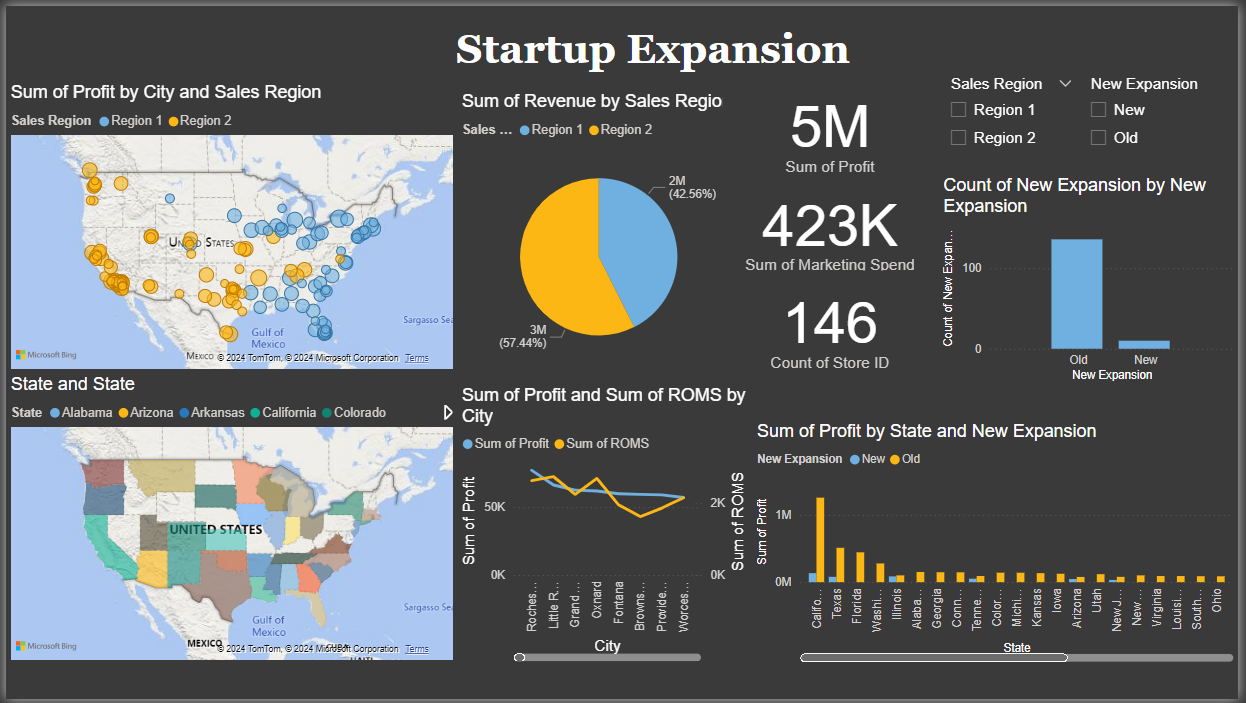 Startup Expansion
Sum of Profit by City and Sales Region
Sales Region Region 1 Region 2
UNITED STATES
Gulf of
Mexico
Sargasso Sea
MEXICO
Microsoft Bing
© 2024 TomTom, © 2024 Microsoft Corporation Terms
State and State
State Alabama Arizona Arkansas California Colorado
UNITED STATES
Gulf of
Mexico
Sargasso Se
MEXICO
CUBA
HAITI
Microsoft Bing
© 2024 TomTom, © 2024 Microsoft Corporation Terms
Sum of Revenue by Sales Regio
Sales ... Region 1 Region 2
2M
(42.56%)
3M
(57.44%)
5M
Sum of Profit
423K
Sum of Marketing Spend
146
Count of Store ID
Sales Region
Region 1
Region 2
New Expansion
New
Old
Count of New Expansion by New
Expansion
Count of New Expan...
100
0
Old
New
New Expansion
Sum of Profit and Sum of ROMS by
City
Sum of Profit Sum of ROMS
Sum of Profit
50K
0K
Sum of ROMS
2K
0K
Roches...
Little R...
Grand ...
Oxnard
Fontana
Browns...
Provide...
Worces...
City
Sum of Profit by State and New Expansion
New Expansion New Old
Sum of Profit
1M
0M
Califo...
Texas
Florida
Washi...
Illinois
Alaba...
Georgia
Conn...
Tenne...
Color...
Michi...
Kansas
Iowa
Arizona
Utah
New J...
New ...
Virginia
Louisi...
South...
Ohio
State